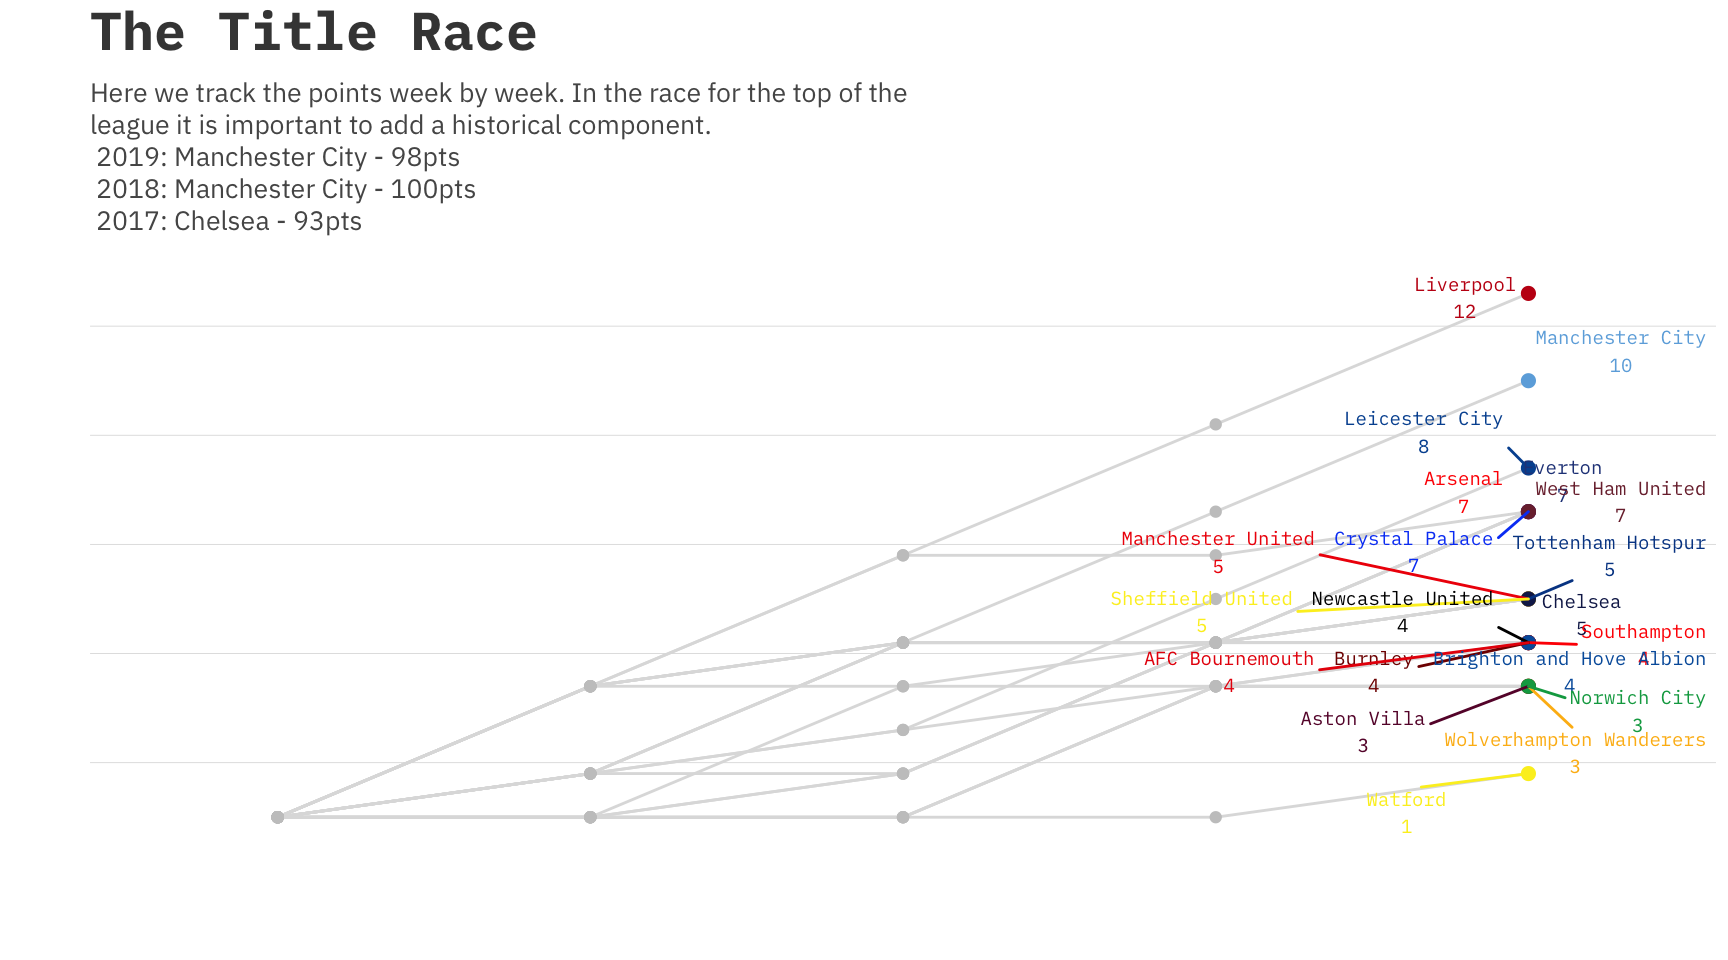 The Title Race
Here we track the points week by week. In the race for the top of the
league it is important to add a historical component.
2019: Manchester City - 98pts
2018: Manchester City - 100pts
2017: Chelsea - 93pts
Liverpool
12
Manchester City
10
Leicester City
8
verton
7
Arsenal
7
West Ham United
7
Manchester United
5
Crystal Palace
7
Tottenham Hotspur
5
Sheffield United
5
Newcastle United
4
Chelsea
5
Southampton
4
AFC Bournemouth
4
Burnley
4
Brighton and Hove Albion
4
Norwich City
3
Aston Villa
3
Wolverhampton Wanderers
3
Watford
1